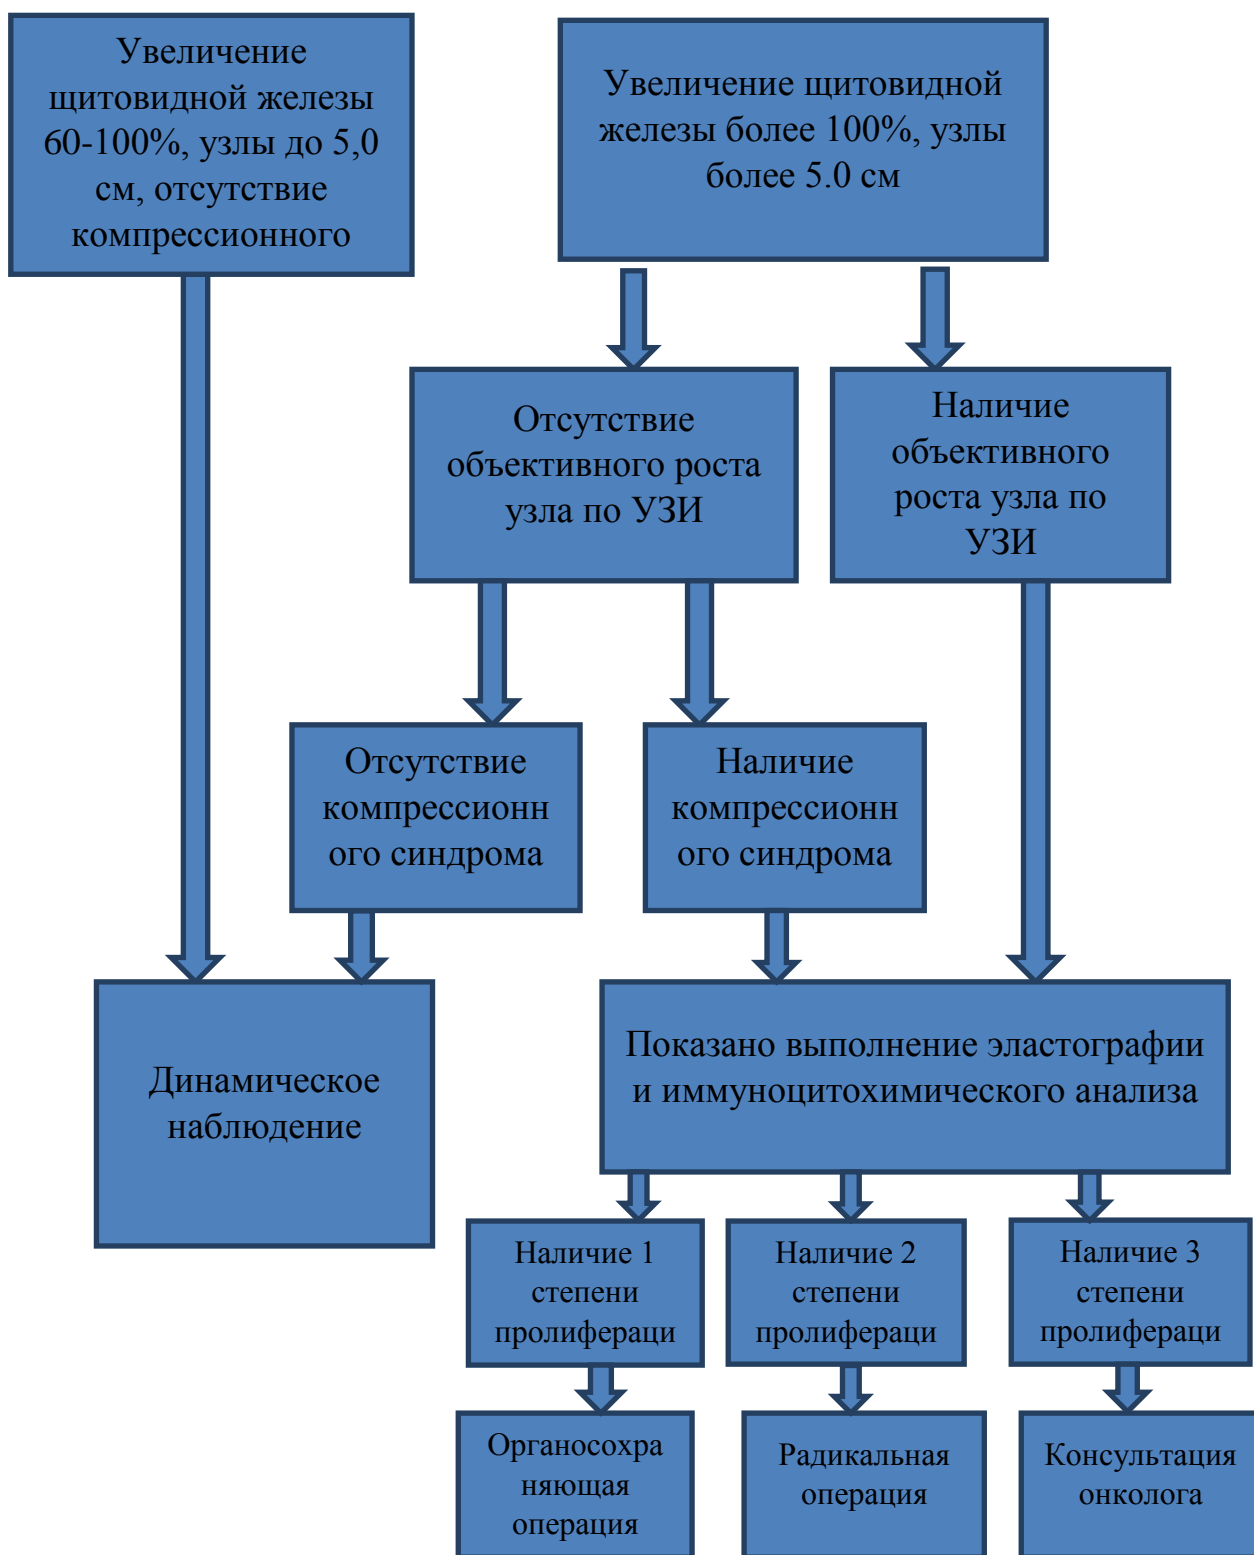 Увеличение
щитовидной железы
60-100%, узлы до 5,0
см, отсутствие
компрессионного
Увеличение щитовидной
железы более 100%, узлы
более 5.0 см
Отсутствие
объективного роста
узла по УЗИ
Наличие
объективного
роста узла по
УЗИ
Отсутствие
компрессионн
ого синдрома
Наличие
компрессионн
ого синдрома
Динамическое
наблюдение
Показано выполнение эластографии
и иммуноцитохимического анализа
Наличие 1
степени
пролифераци
Наличие 2
степени
пролифераци
Наличие 3
степени
пролифераци
Органосохра
няющая
операция
Радикальная
операция
Консультация
онколога